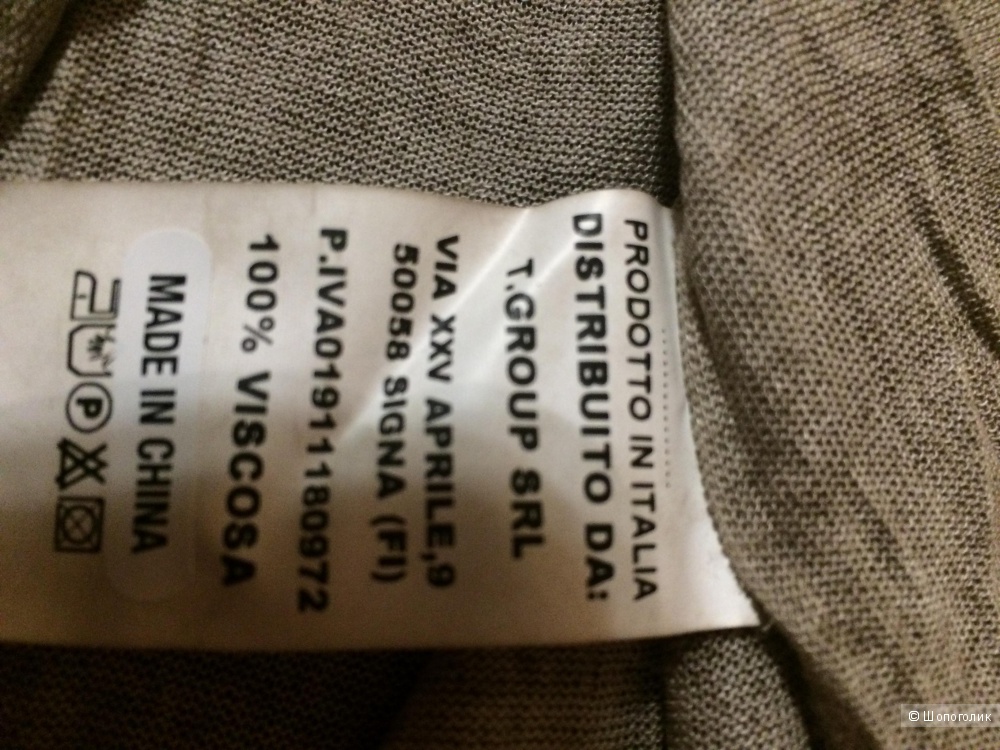 PRODOTTO IN ITALIA
DISTRIBUITO DA:
T.GROUP SRL
VIA XXV APRILE,9
50058 SIGNA (FI)
P.IVA01911180972
100% VISCOSA
MADE IN CHINA
P
© Шопоголик